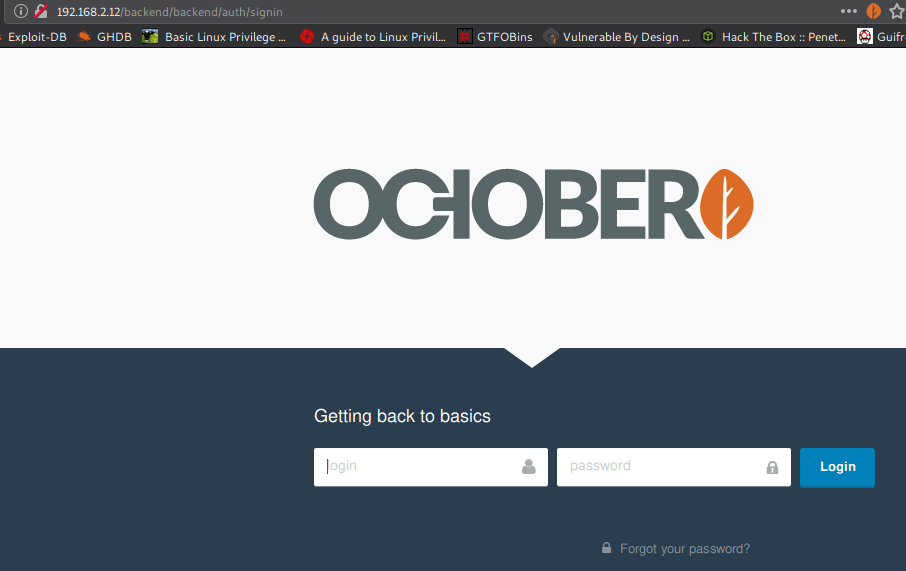 192.168.2.12/backend/backend/auth/signin
Exploit-DB GHDB Basic Linux Privilege ... A guide to Linux Privil... GTFOBins Vulnerable By Design ... Hack The Box :: Penet... Guifr
OCTOBER
Getting back to basics
login password Login
Forgot your password?